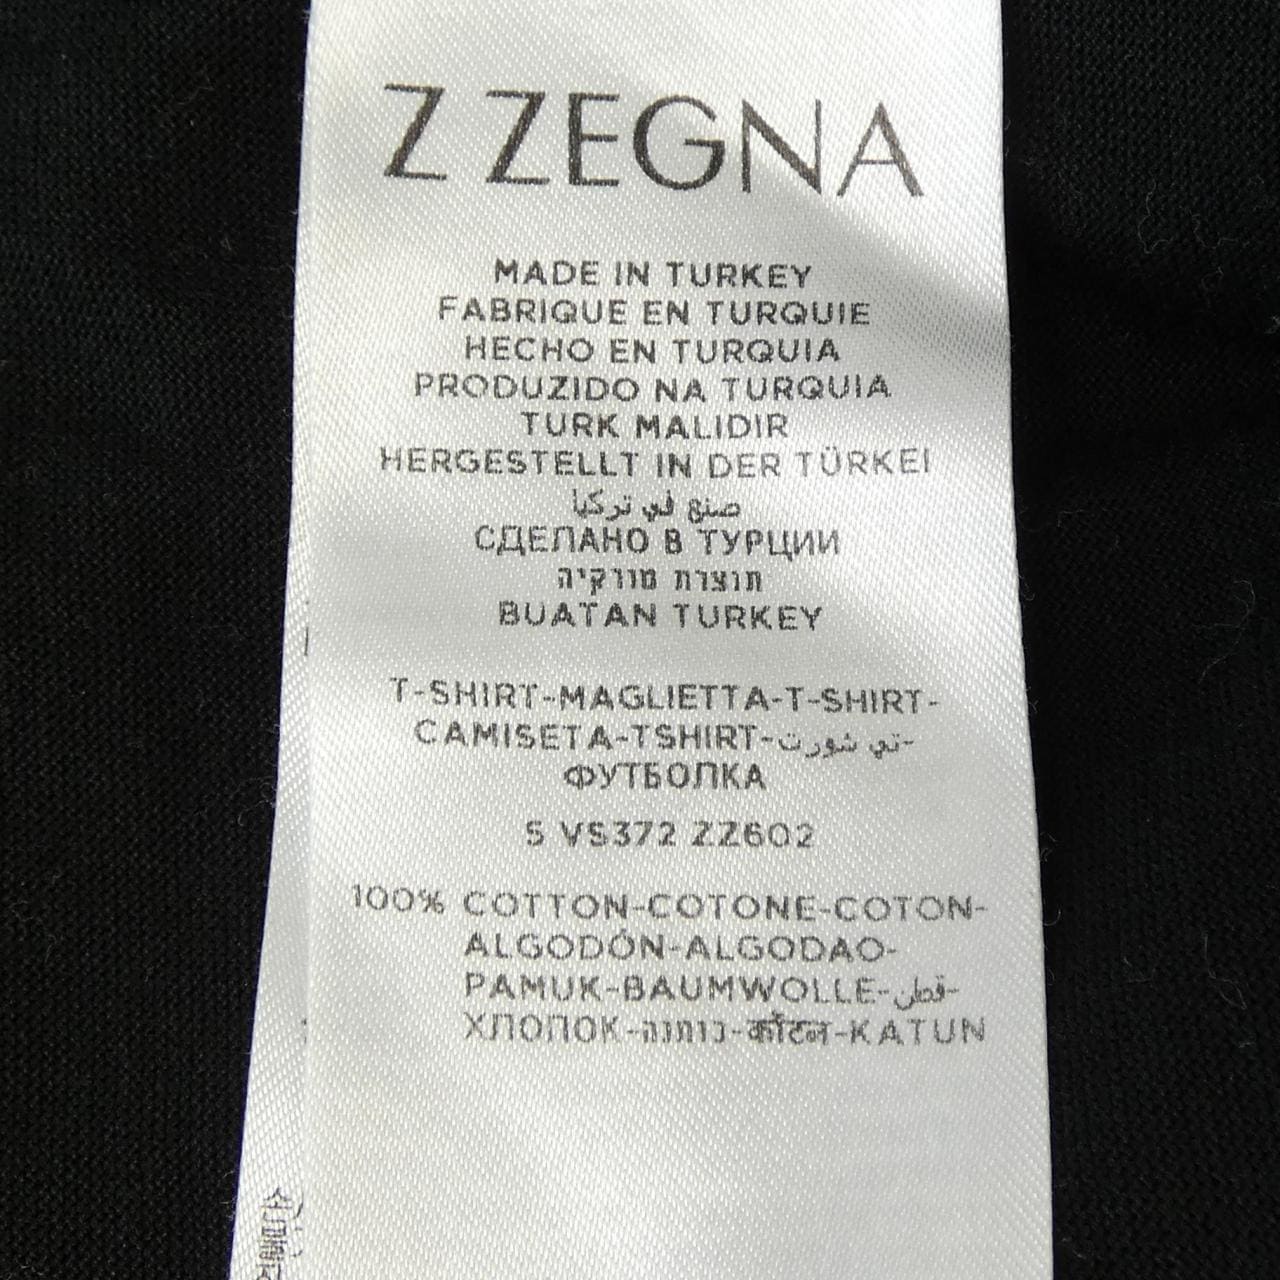 Z ZEGNA
MADE IN TURKEY
FABRIQUE EN TURQUIE
HECHO EN TURQUIA
PRODUZIDO NA TURQUIA
TURK MALIDIR
HERGESTELLT IN DER TÜRKEI
صنع في تركيا
СДЕЛАНО В ТУРЦИИ
תוצרת טורקיה
BUATAN TURKEY
T-SHIRT-MAGLIETTA-T-SHIRT-
CAMISETA-TSHIRT-تي شورت-
ФУТБОЛКА
S VS372 ZZ602
100% COTTON-COTONE-COTON-
ALGODÓN-ALGODAO-
PAMUK-BAUMWOLLE-قطن-
ХЛОПОК-כותנה-कॉटन-KATUN